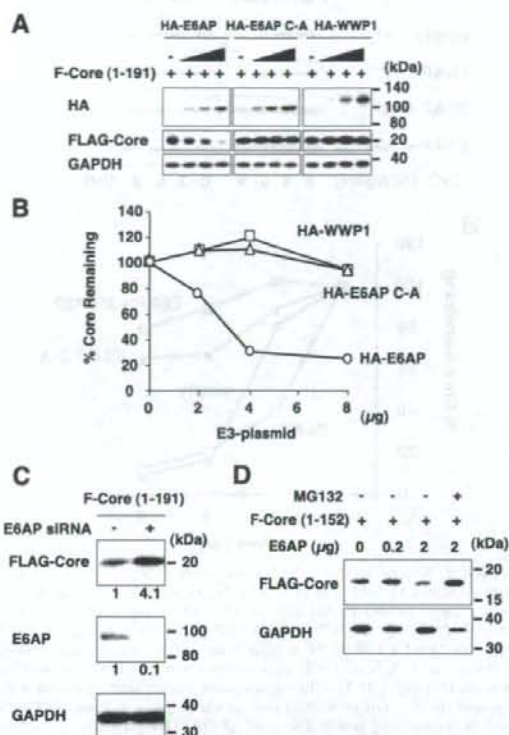 A
HA-E6AP HA-E6AP C-A HA-WWP1
- - -
F-Core (1-191) + + + + + + + + + + + + (kDa)
HA 140
100
80
FLAG-Core 20
GAPDH 40
B
% Core Remaining
140
120
100
80
60
40
20
0
HA-WWP1
HA-E6AP C-A
HA-E6AP
0 2 4 6 8 (µg)
E3-plasmid
C
F-Core (1-191)
E6AP siRNA - + (kDa)
FLAG-Core 20
1 4.1
E6AP 100
80
1 0.1
GAPDH 40
30
D
MG132 - - - +
F-Core (1-152) + + + +
E6AP (µg) 0 0.2 2 2 (kDa)
FLAG-Core 20
15
GAPDH 40
30